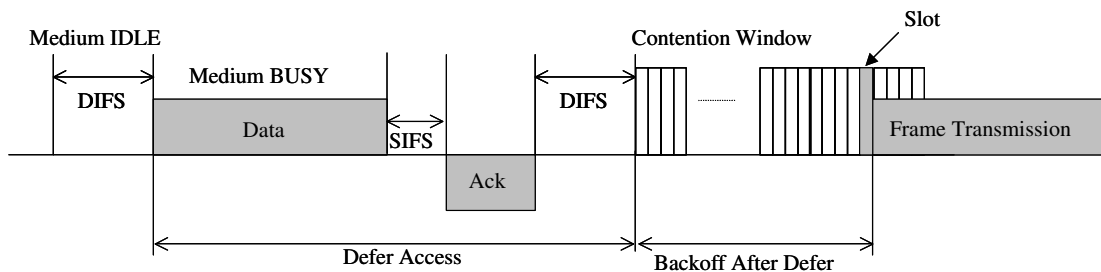 Slot
Medium IDLE
Contention Window
Medium BUSY
DIFS
DIFS
Data
SIFS
Frame Transmission
Ack
Defer Access
Backoff After Defer